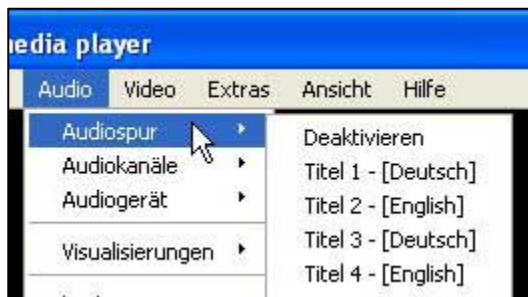 media player
Audio Video Extras Ansicht Hilfe
Audiospur
Audiokanäle
Audiogerät
Visualisierungen
Deaktivieren
Titel 1 - [Deutsch]
Titel 2 - [English]
Titel 3 - [Deutsch]
Titel 4 - [English]